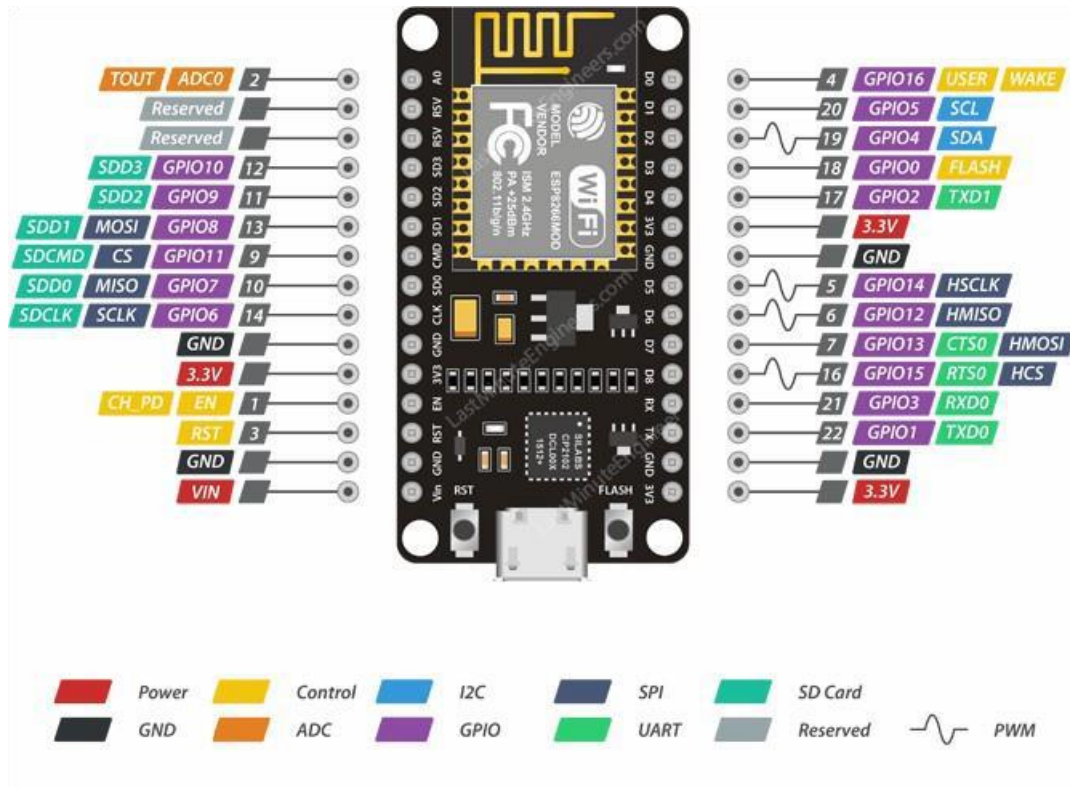 TOUT ADC0 2
Reserved
Reserved
SDD3 GPIO10 12
SDD2 GPIO9 11
SDD1 MOSI GPIO8 13
SDCMD CS GPIO11 9
SDD0 MISO GPIO7 10
SDCLK SCLK GPIO6 14
GND
3.3V
CH_PD EN 1
RST 3
GND
VIN
A0
RSV
RSV
SD3
SD2
SD1
CMD
SD0
CLK
GND
3V3
EN
RST
GND
Vin
MODEL
VENDOR
ESP8266MOD
WiFi
FC
ISM 2.4GHz
PA +25dBm
802.11b/g/n
SILABS
CP2102
DCL00X
1512+
RST
FLASH
LastMinuteEngineers.com
D0
D1
D2
D3
D4
3V3
GND
D5
D6
D7
D8
RX
TX
GND
3V3
4 GPIO16 USER WAKE
20 GPIO5 SCL
19 GPIO4 SDA
18 GPIO0 FLASH
17 GPIO2 TXD1
3.3V
GND
5 GPIO14 HSCLK
6 GPIO12 HMISO
7 GPIO13 CTS0 HMOSI
16 GPIO15 RTS0 HCS
21 GPIO3 RXD0
22 GPIO1 TXD0
GND
3.3V
Power Control I2C SPI SD Card
GND ADC GPIO UART Reserved PWM